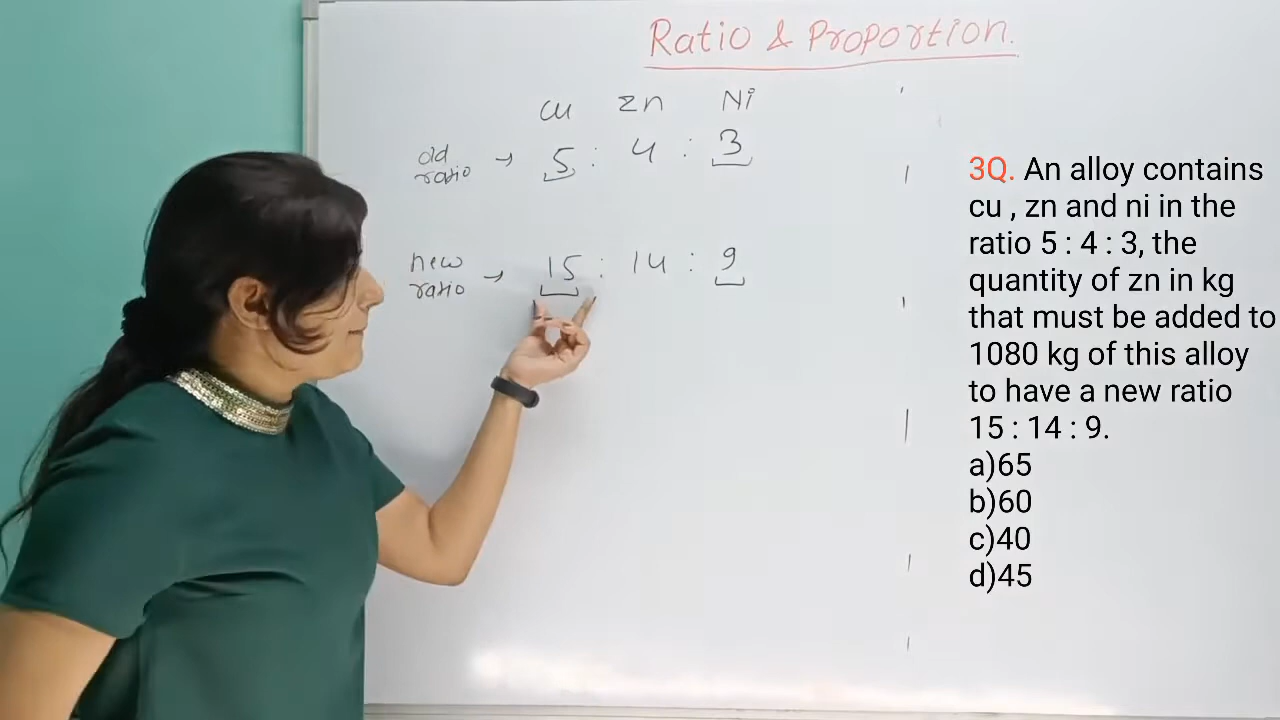 Ratio & Proportion.
cu zn Ni
old ratio → 5 : 4 : 3
new ratio → 15 : 14 : 9
3Q. An alloy contains
cu , zn and ni in the
ratio 5 : 4 : 3, the
quantity of zn in kg
that must be added to
1080 kg of this alloy
to have a new ratio
15 : 14 : 9.
a)65
b)60
c)40
d)45